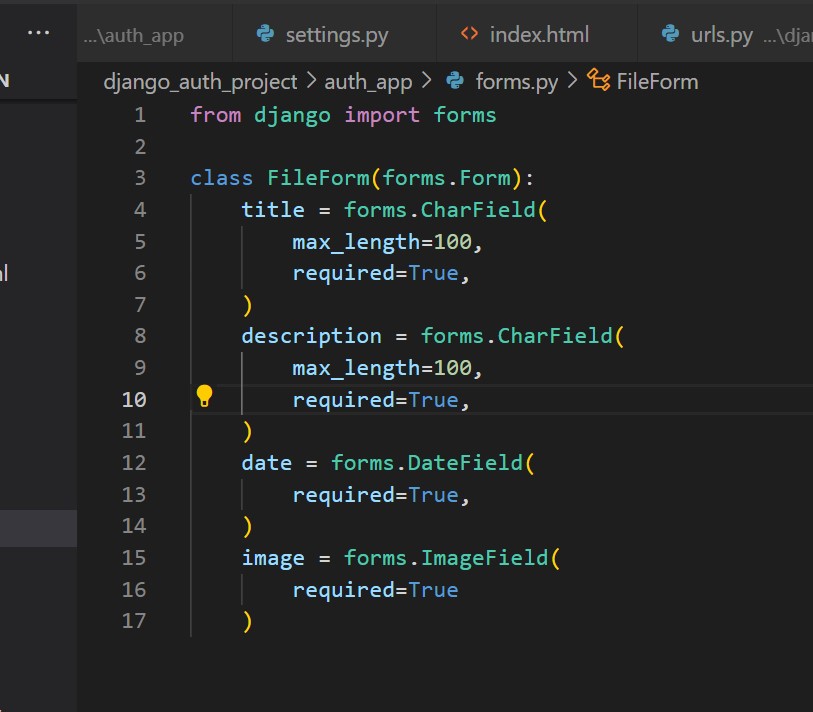 ...
...\auth_app settings.py <> index.html urls.py ...\djar
N
django_auth_project > auth_app > forms.py > FileForm
1 from django import forms
2
3 class FileForm(forms.Form):
4     title = forms.CharField(
5         max_length=100,
6         required=True,
7     )
8     description = forms.CharField(
9         max_length=100,
10         required=True,
11     )
12     date = forms.DateField(
13         required=True,
14     )
15     image = forms.ImageField(
16         required=True
17     )